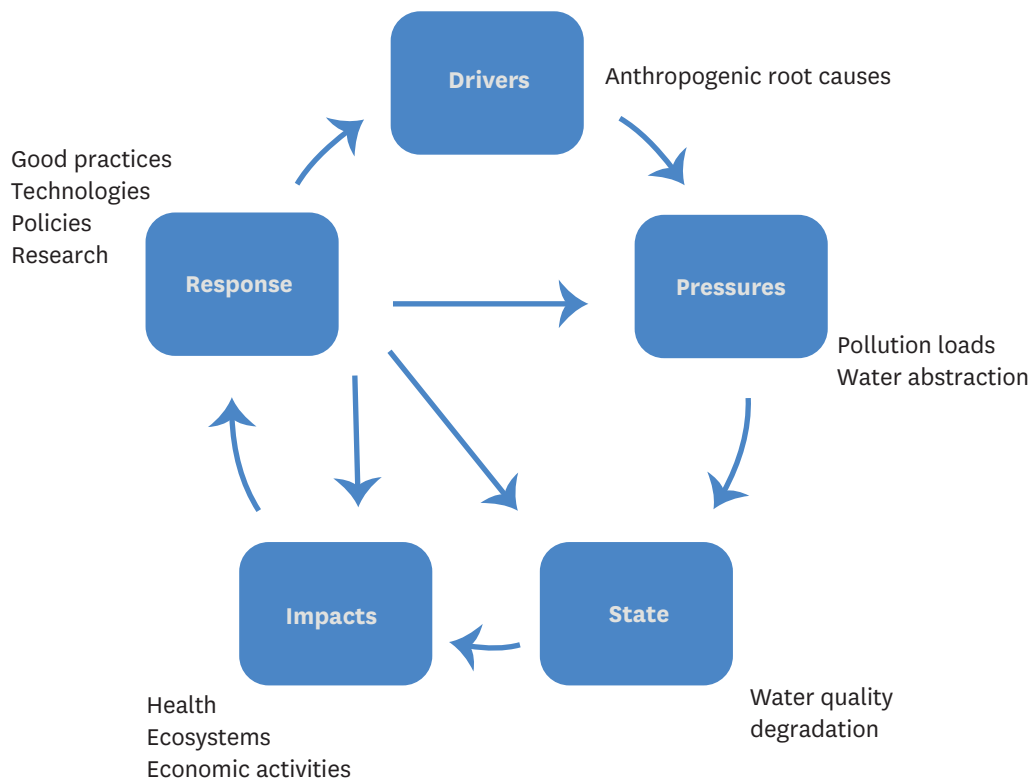 Drivers
Anthropogenic root causes
Good practices
Technologies
Policies
Research
Response
Pressures
Pollution loads
Water abstraction
Impacts
State
Health
Ecosystems
Economic activities
Water quality
degradation